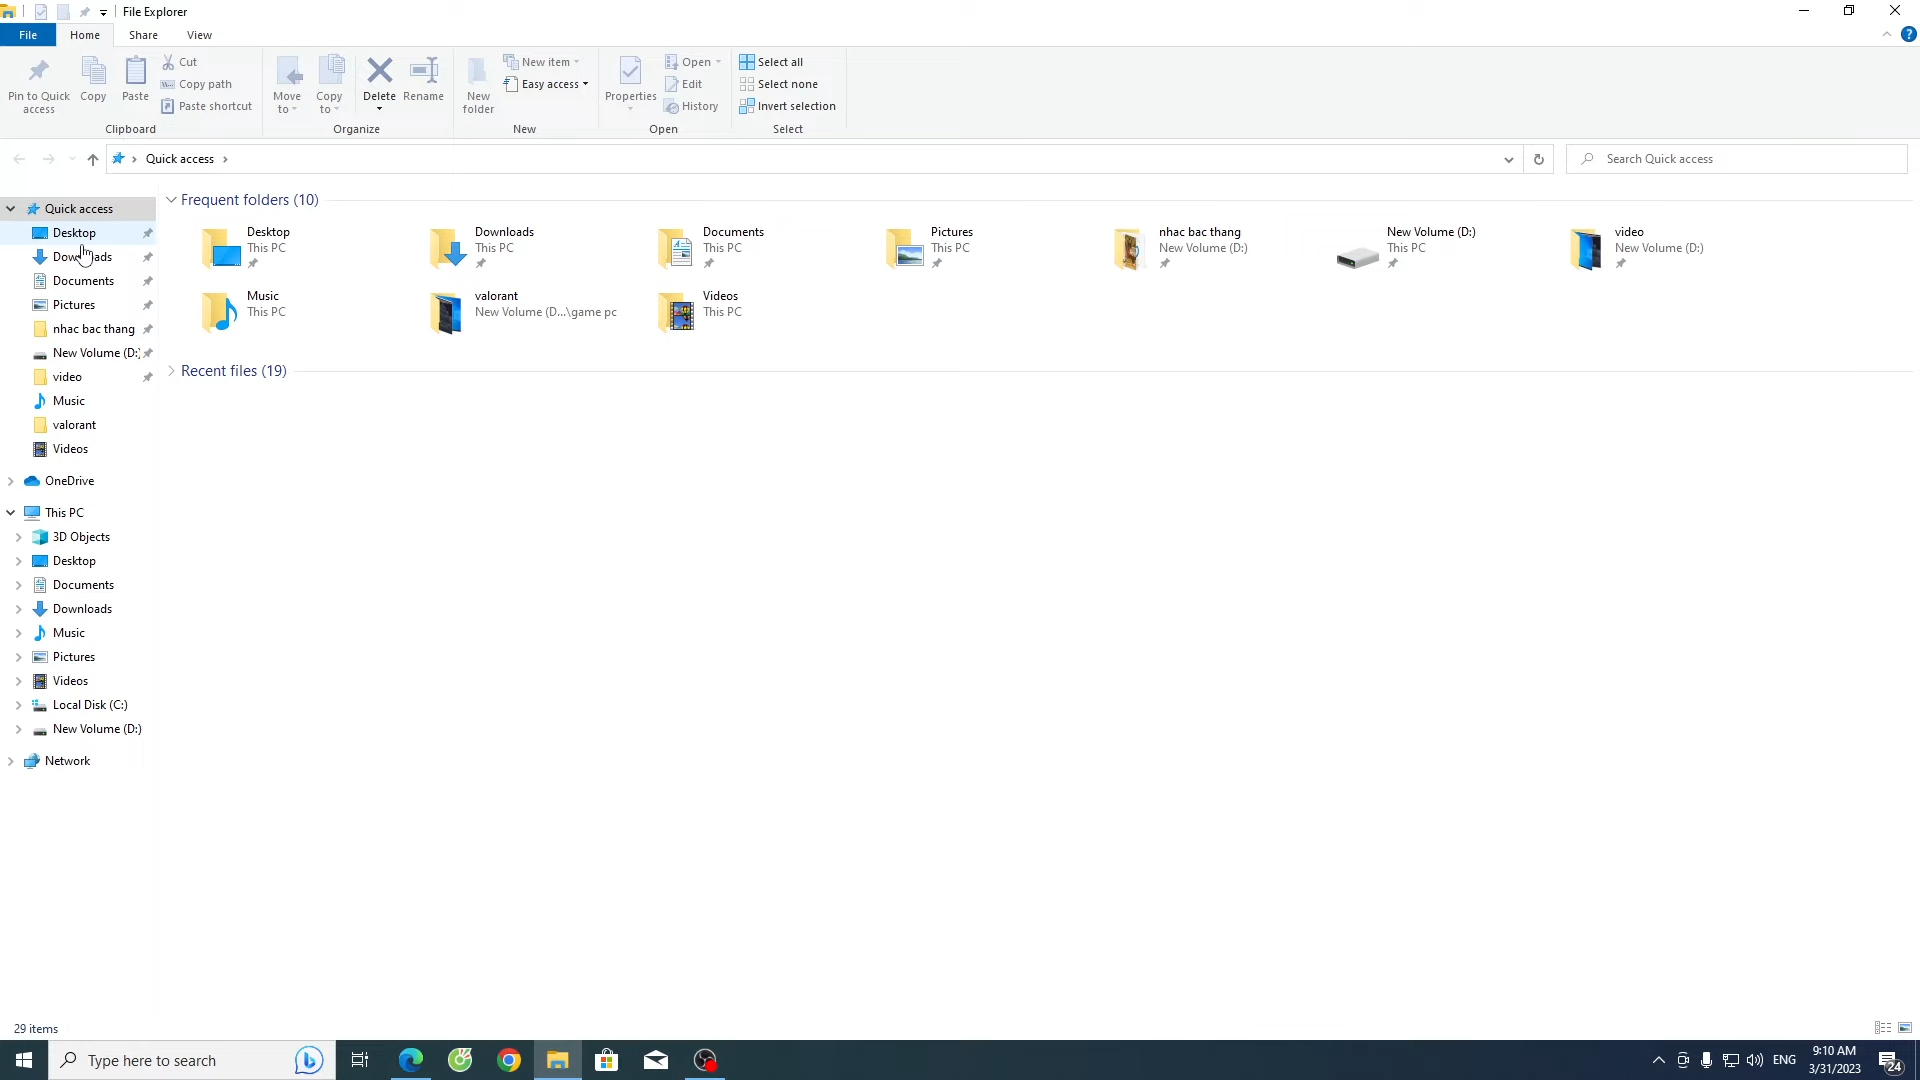 File Explorer
File Home Share View
Pin to Quick access
Copy
Paste
Cut
Copy path
Paste shortcut
Clipboard
Move to
Copy to
Delete
Rename
Organize
New folder
New item
Easy access
New
Properties
Open
Edit
History
Open
Select all
Select none
Invert selection
Select
Quick access
Search Quick access
Quick access
Desktop
Downloads
Documents
Pictures
nhac bac thang
New Volume (D:)
video
Music
valorant
Videos
OneDrive
This PC
3D Objects
Desktop
Documents
Downloads
Music
Pictures
Videos
Local Disk (C:)
New Volume (D:)
Network
Frequent folders (10)
Desktop
This PC
Downloads
This PC
Documents
This PC
Pictures
This PC
nhac bac thang
New Volume (D:)
New Volume (D:)
This PC
video
New Volume (D:)
Music
This PC
valorant
New Volume (D...\game pc
Videos
This PC
Recent files (19)
29 items
Type here to search
ENG
9:10 AM
3/31/2023
24